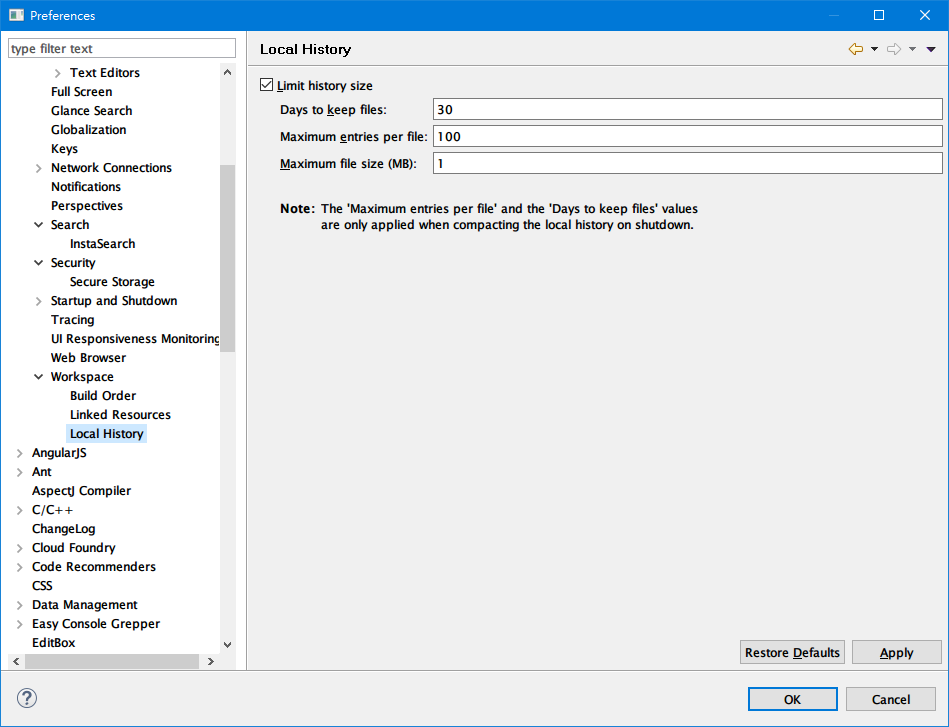 Preferences
type filter text
Text Editors
Full Screen
Glance Search
Globalization
Keys
Network Connections
Notifications
Perspectives
Search
InstaSearch
Security
Secure Storage
Startup and Shutdown
Tracing
UI Responsiveness Monitoring
Web Browser
Workspace
Build Order
Linked Resources
Local History
AngularJS
Ant
AspectJ Compiler
C/C++
ChangeLog
Cloud Foundry
Code Recommenders
CSS
Data Management
Easy Console Grepper
EditBox
Local History
Limit history size
Days to keep files: 30
Maximum entries per file: 100
Maximum file size (MB): 1
Note: The 'Maximum entries per file' and the 'Days to keep files' values
are only applied when compacting the local history on shutdown.
Restore Defaults Apply
? OK Cancel